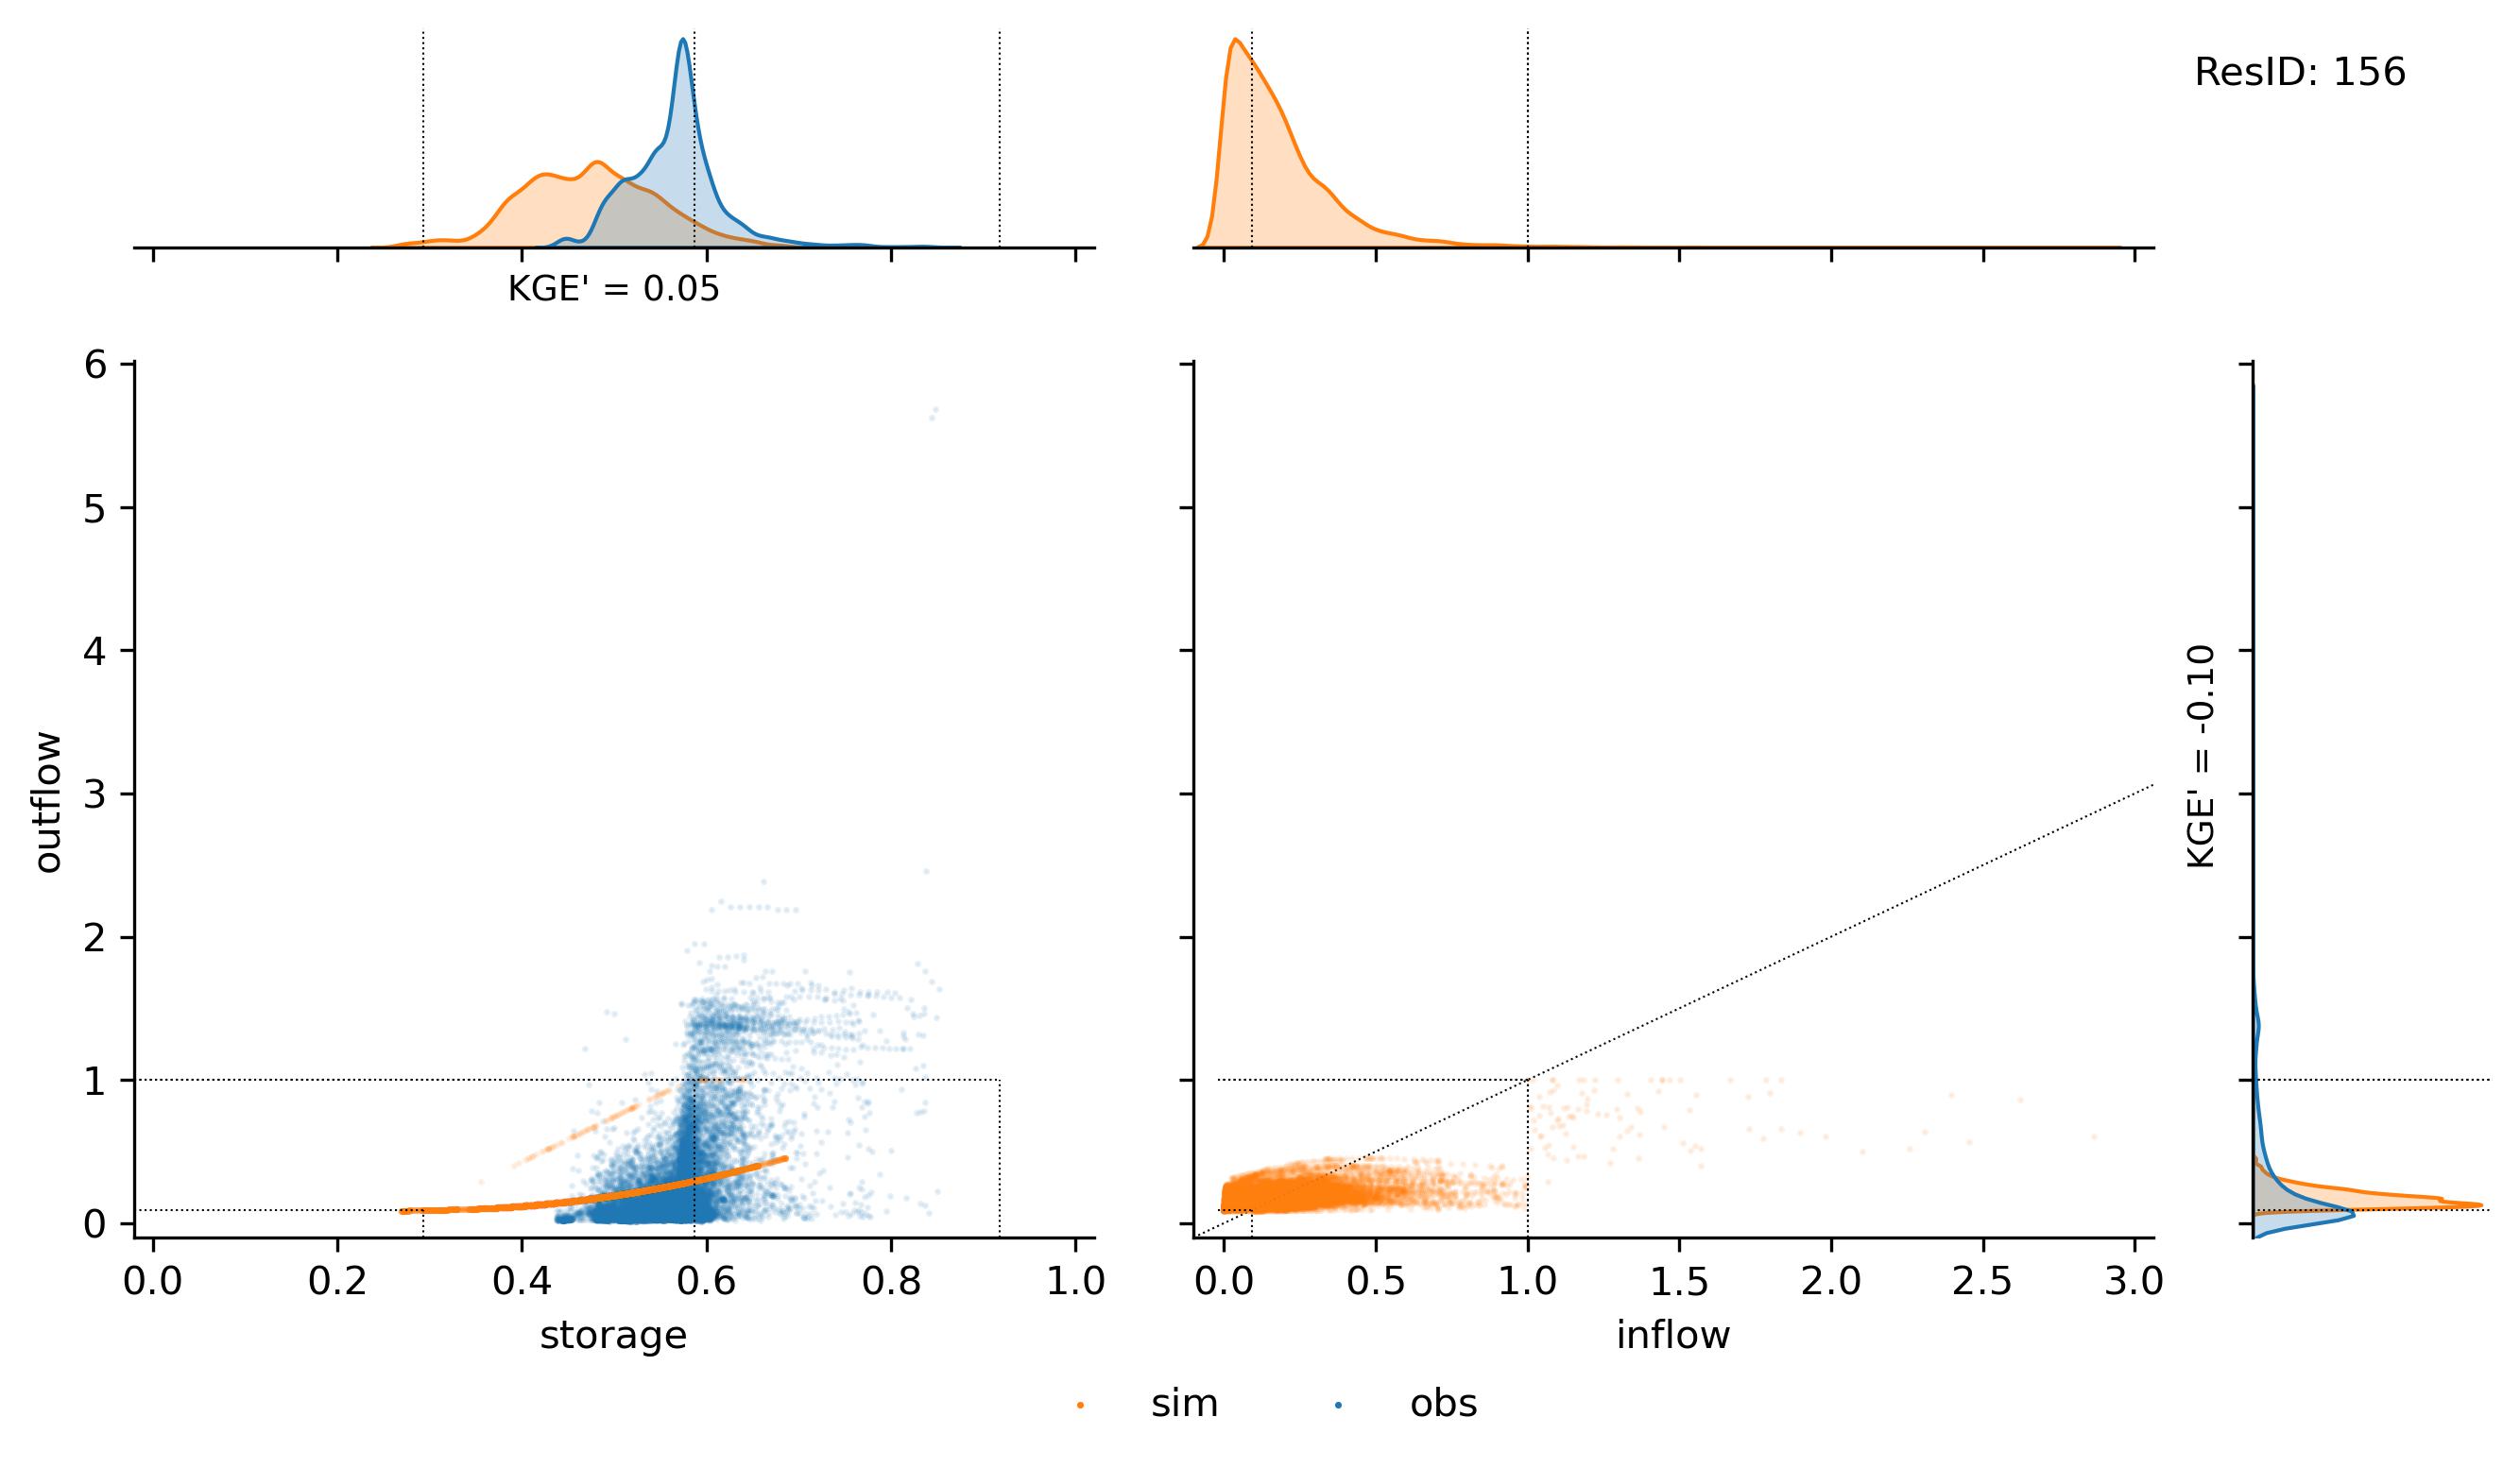 ResID: 156
KGE' = 0.05
6
5
4
3
2
1
0
outflow
KGE' = -0.10
0.0 0.2 0.4 0.6 0.8 1.0
0.0 0.5 1.0 1.5 2.0 2.5 3.0
storage
inflow
sim obs